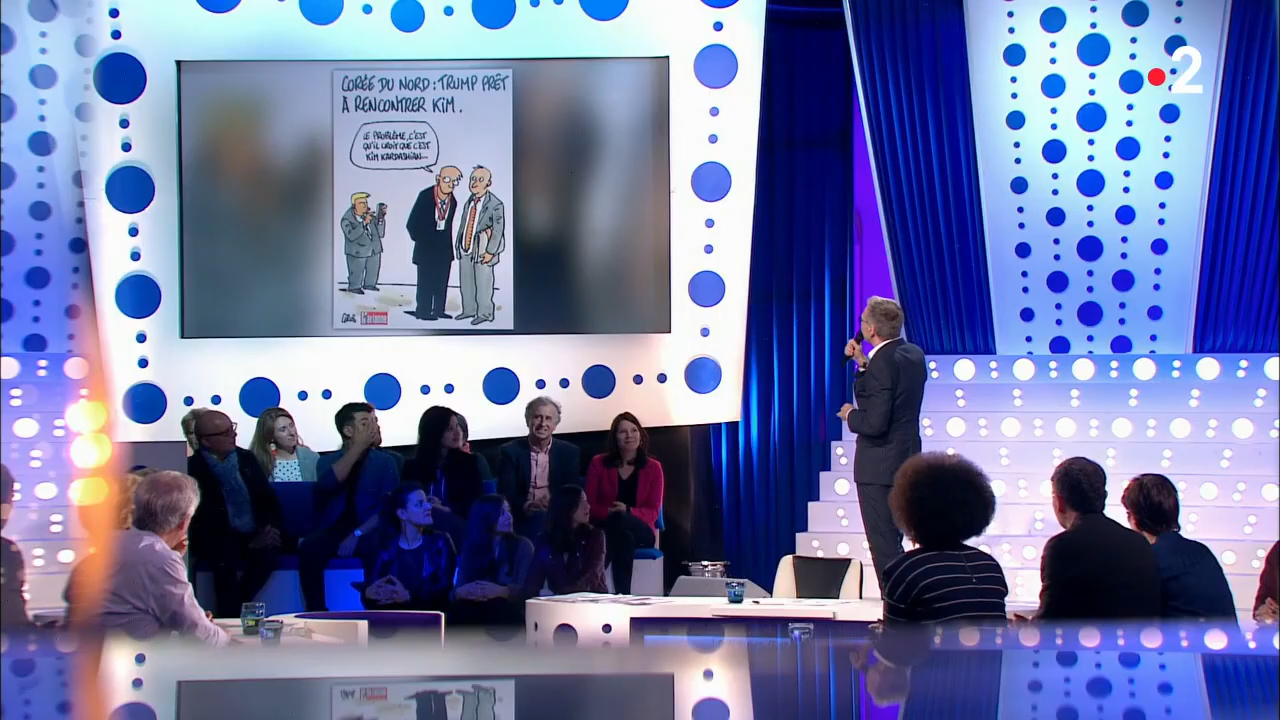 2
CORÉE DU NORD : TRUMP PRÊT
À RENCONTRER KIM.
LE PROBLÈME, C'EST
QU'IL CROIT QUE C'EST
KIM KARDASHIAN...